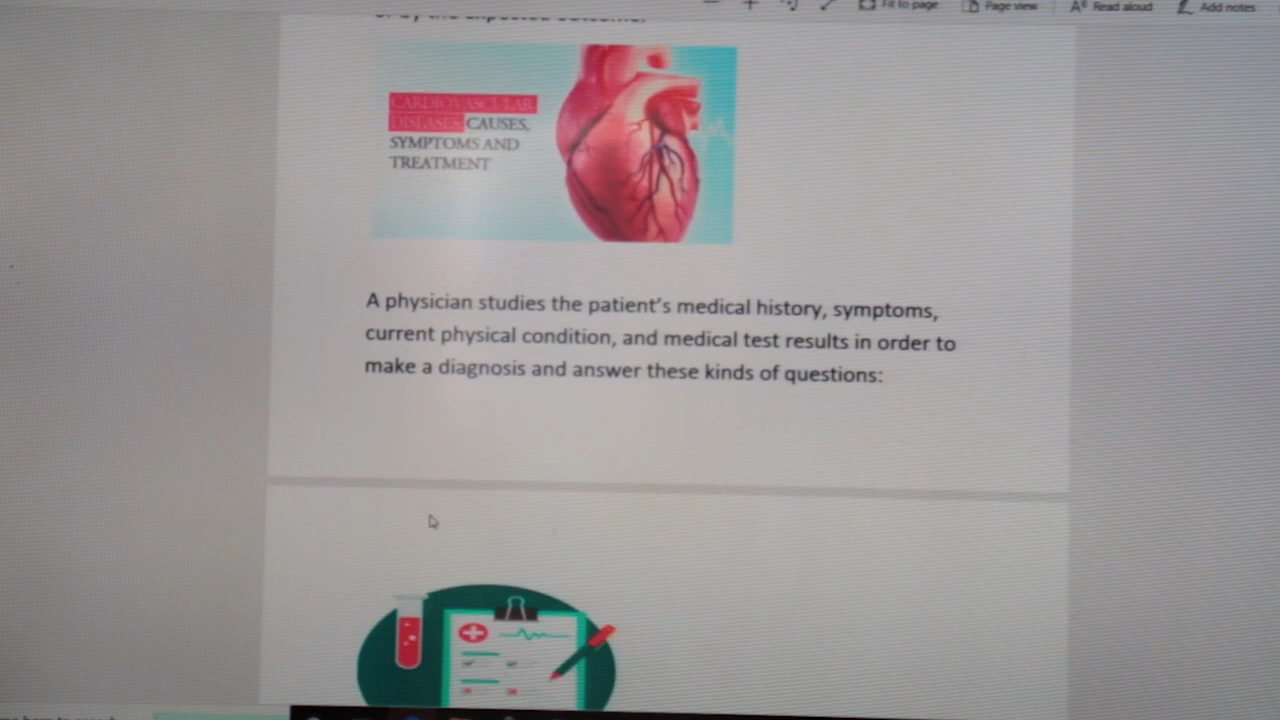 Fit to page
Page view
Read aloud
Add notes
CARDIOVASCULAR
DISEASES CAUSES,
SYMPTOMS AND
TREATMENT
A physician studies the patient's medical history, symptoms,
current physical condition, and medical test results in order to
make a diagnosis and answer these kinds of questions: